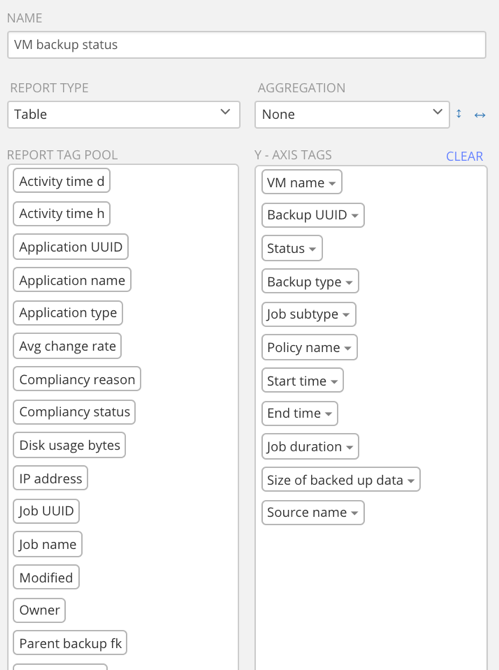 NAME
VM backup status
REPORT TYPE
AGGREGATION
Table
None
REPORT TAG POOL
Y - AXIS TAGS
CLEAR
Activity time d
Activity time h
Application UUID
Application name
Application type
Avg change rate
Compliancy reason
Compliancy status
Disk usage bytes
IP address
Job UUID
Job name
Modified
Owner
Parent backup fk
VM name
Backup UUID
Status
Backup type
Job subtype
Policy name
Start time
End time
Job duration
Size of backed up data
Source name